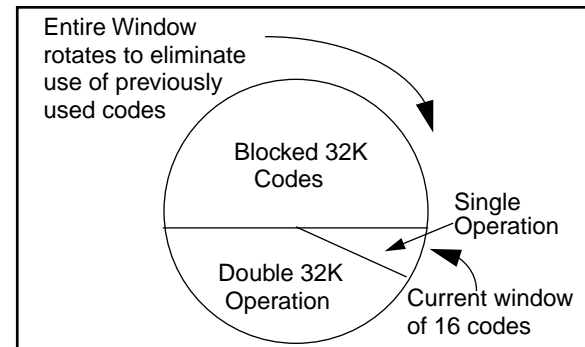 Entire Window
rotates to eliminate
use of previously
used codes
Blocked 32K
Codes
Single
Operation
Double 32K
Operation
Current window
of 16 codes